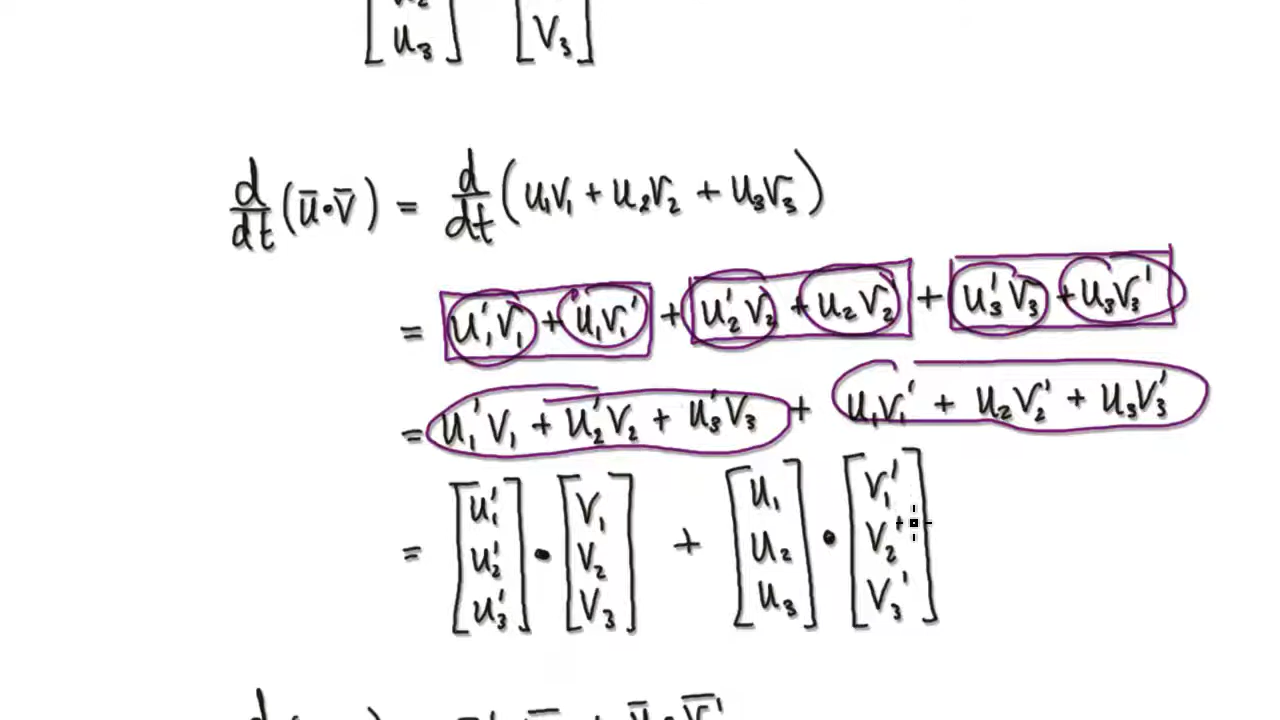 [u₃] [v₃]
d/dt (ū•v̄) = d/dt (u₁v₁ + u₂v₂ + u₃v₃)
= u₁'v₁ + u₁v₁' + u₂'v₂ + u₂v₂' + u₃'v₃ + u₃v₃'
= u₁'v₁ + u₂'v₂ + u₃'v₃ + u₁v₁' + u₂v₂' + u₃v₃'
= [u₁' u₂' u₃'] • [v₁ v₂ v₃] + [u₁ u₂ u₃] • [v₁' v₂' v₃']